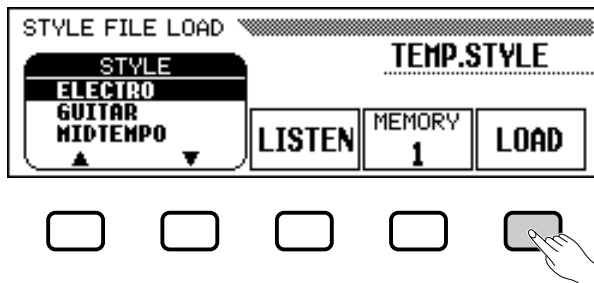 STYLE FILE LOAD
TEMP.STYLE
STYLE
ELECTRO
GUITAR
MIDTEMPO
▲ ▼
LISTEN
MEMORY
1
LOAD